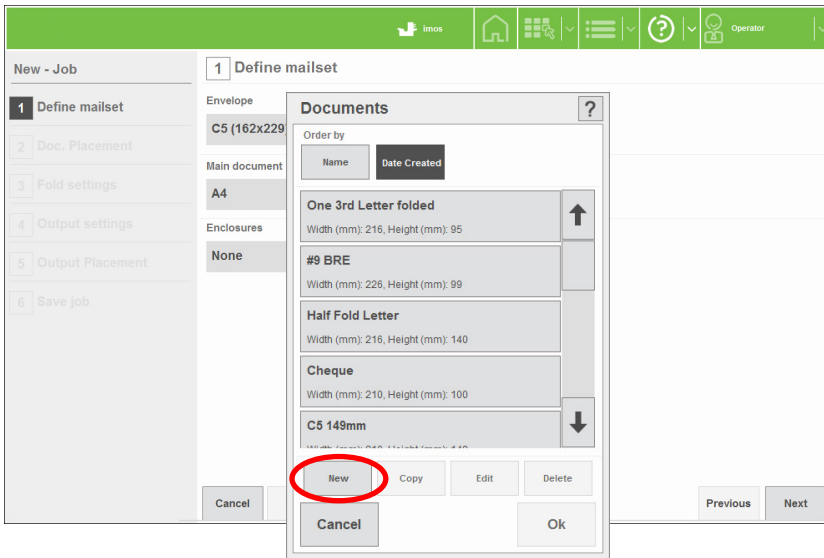 imos
Operator
New - Job
1 Define mailset
2 Doc. Placement
3 Fold settings
4 Output settings
5 Output Placement
6 Save job
1 Define mailset
Envelope
C5 (162x229
Main document
A4
Enclosures
None
Documents
?
Order by
Name Date Created
One 3rd Letter folded
Width (mm): 216, Height (mm): 95
#9 BRE
Width (mm): 226, Height (mm): 99
Half Fold Letter
Width (mm): 216, Height (mm): 140
Cheque
Width (mm): 210, Height (mm): 100
C5 149mm
New Copy Edit Delete
Cancel Ok
Cancel Previous Next